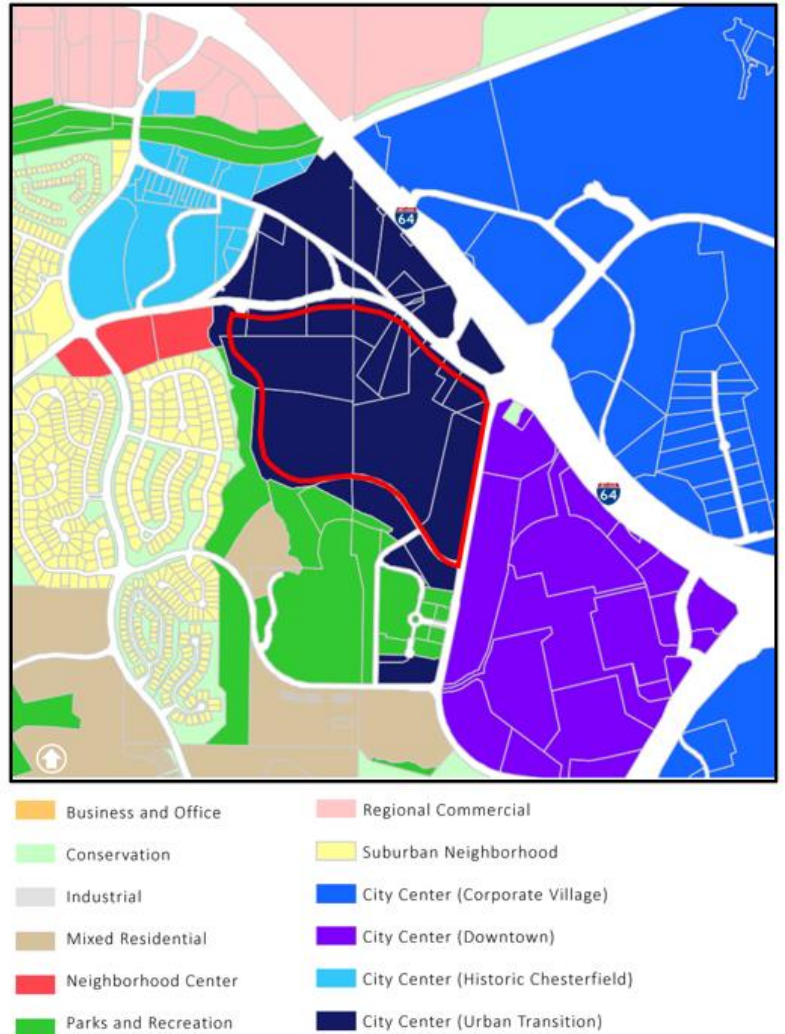 64
64
Business and Office
Conservation
Industrial
Mixed Residential
Neighborhood Center
Parks and Recreation
Regional Commercial
Suburban Neighborhood
City Center (Corporate Village)
City Center (Downtown)
City Center (Historic Chesterfield)
City Center (Urban Transition)